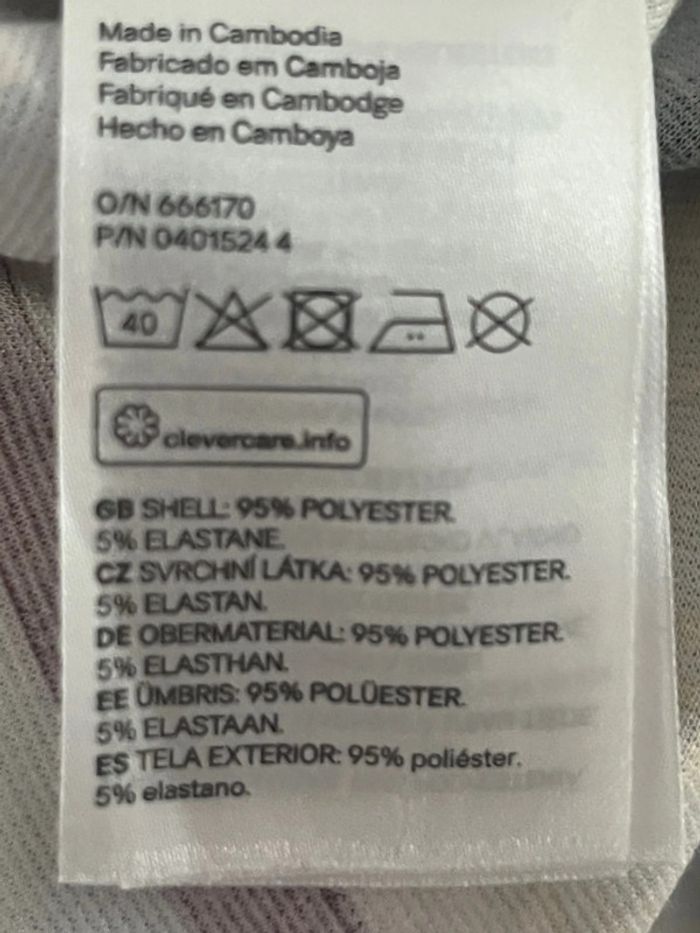 Made in Cambodia
Fabricado em Camboja
Fabriqué en Cambodge
Hecho en Camboya
O/N 666170
P/N 0401524 4
40
clevercare.info
GB SHELL: 95% POLYESTER.
5% ELASTANE.
CZ SVRCHNÍ LÁTKA: 95% POLYESTER.
5% ELASTAN.
DE OBERMATERIAL: 95% POLYESTER.
5% ELASTHAN.
EE ÜMBRIS: 95% POLÜESTER.
5% ELASTAAN.
ES TELA EXTERIOR: 95% poliéster.
5% elastano.